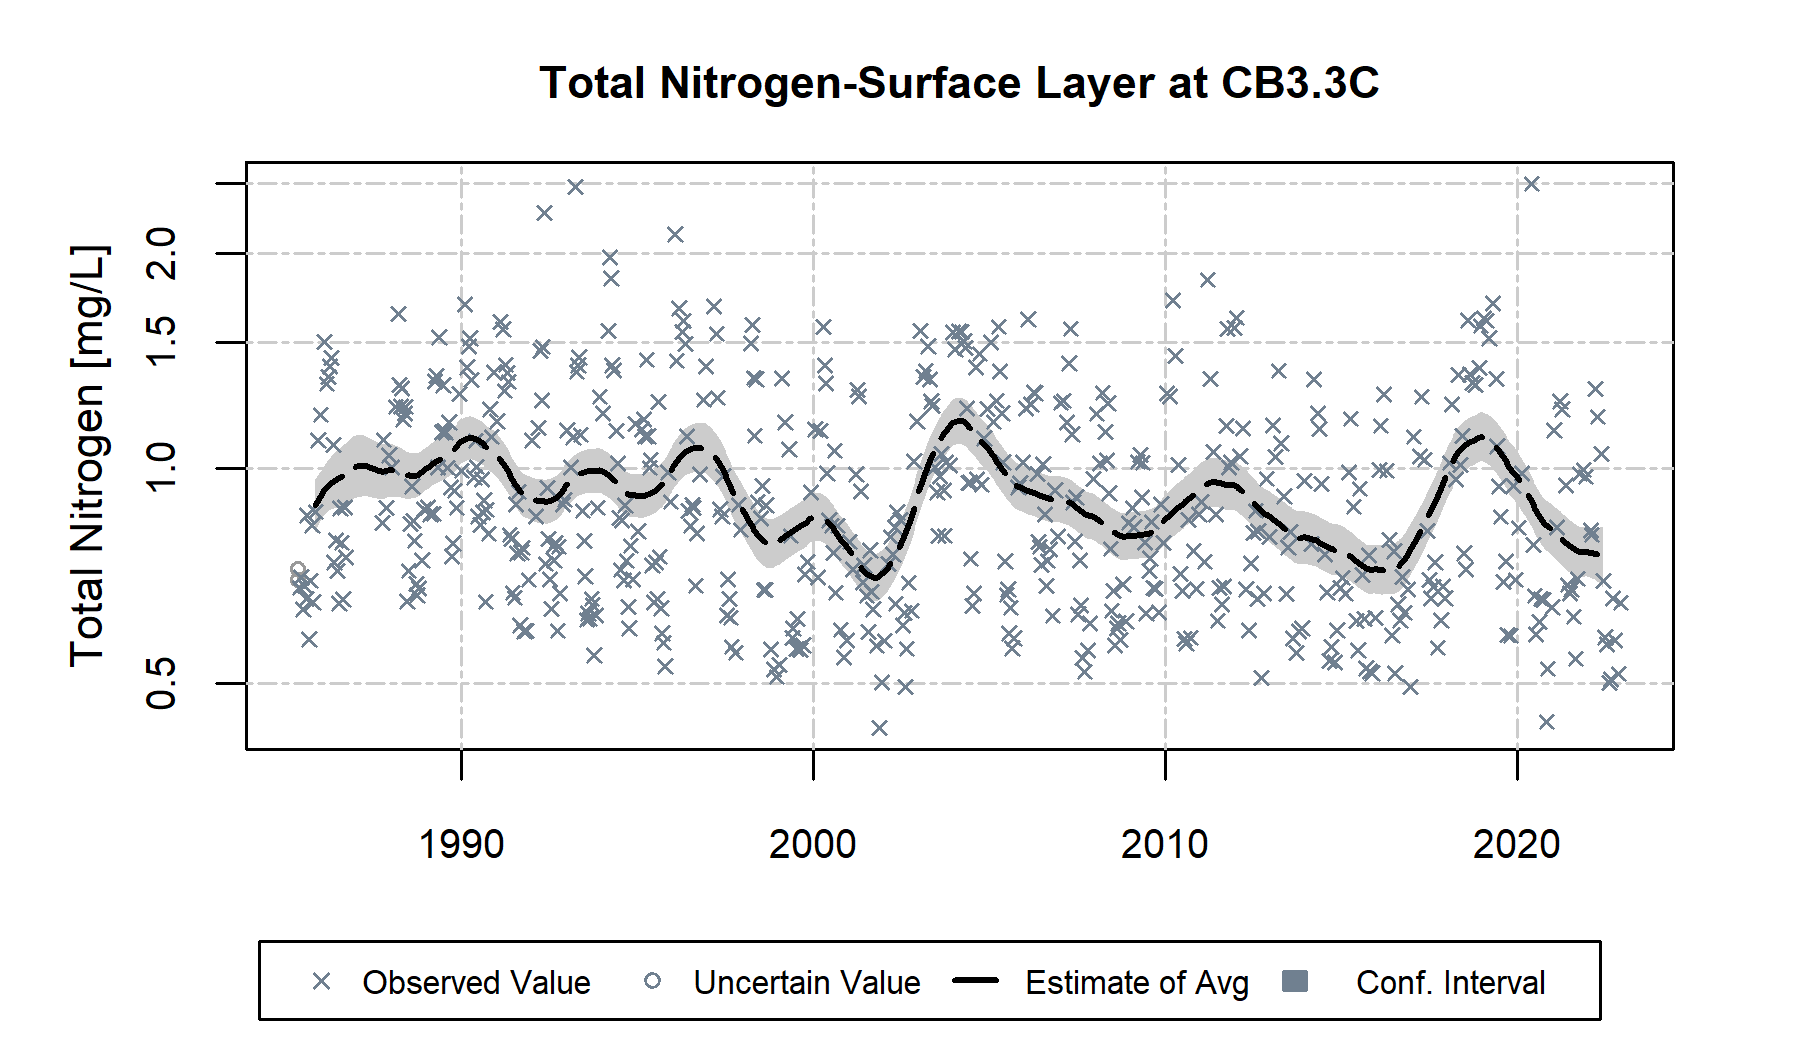 Total Nitrogen-Surface Layer at CB3.3C
Total Nitrogen [mg/L]
2.0
1.5
1.0
0.5
1990 2000 2010 2020
Observed Value Uncertain Value Estimate of Avg Conf. Interval